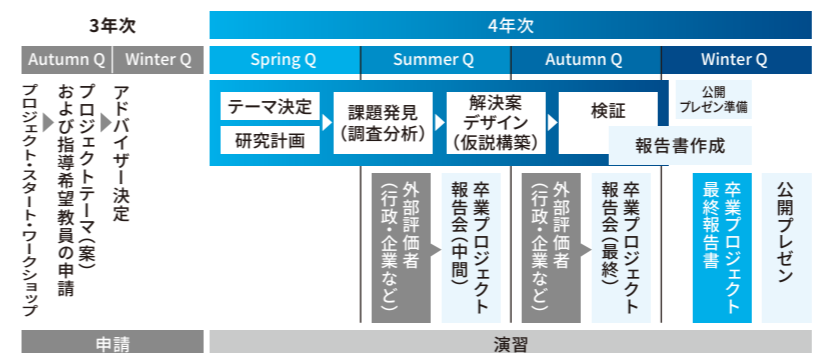 3年次
4年次
Autumn Q
Winter Q
Spring Q
Summer Q
Autumn Q
Winter Q
プロジェクト・スタート・ワークショップ
プロジェクトテーマ（案）
および指導希望教員の申請
アドバイザー決定
テーマ決定
研究計画
課題発見
（調査分析）
解決案
デザイン
（仮説構築）
検証
公開
プレゼン準備
報告書作成
外部評価者
（行政・企業など）
卒業プロジェクト
報告会（中間）
外部評価者
（行政・企業など）
卒業プロジェクト
報告会（最終）
卒業プロジェクト
最終報告書
公開プレゼン
申請
演習